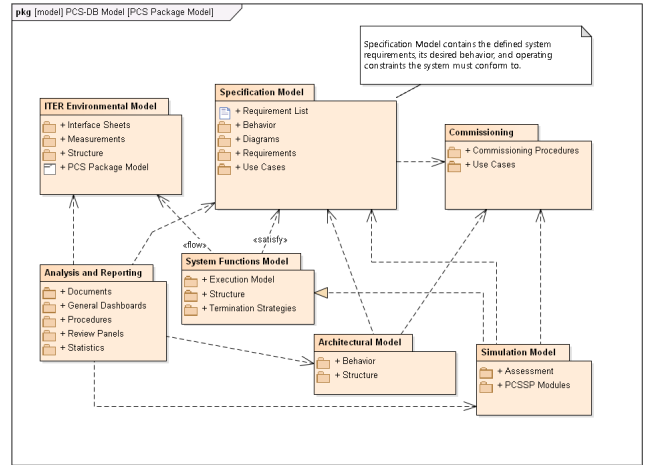 pkg [model] PCS-DB Model [PCS Package Model]
Specification Model contains the defined system
requirements, its desired behavior, and operating
constraints the system must conform to.
Specification Model
+ Requirement List
+ Behavior
+ Diagrams
+ Requirements
+ Use Cases
ITER Environmental Model
+ Interface Sheets
+ Measurements
+ Structure
+ PCS Package Model
Commissioning
+ Commissioning Procedures
+ Use Cases
«flow»
«satisfy»
System Functions Model
+ Execution Model
+ Structure
+ Termination Strategies
Analysis and Reporting
+ Documents
+ General Dashboards
+ Procedures
+ Review Panels
+ Statistics
Architectural Model
+ Behavior
+ Structure
Simulation Model
+ Assessment
+ PCSSP Modules